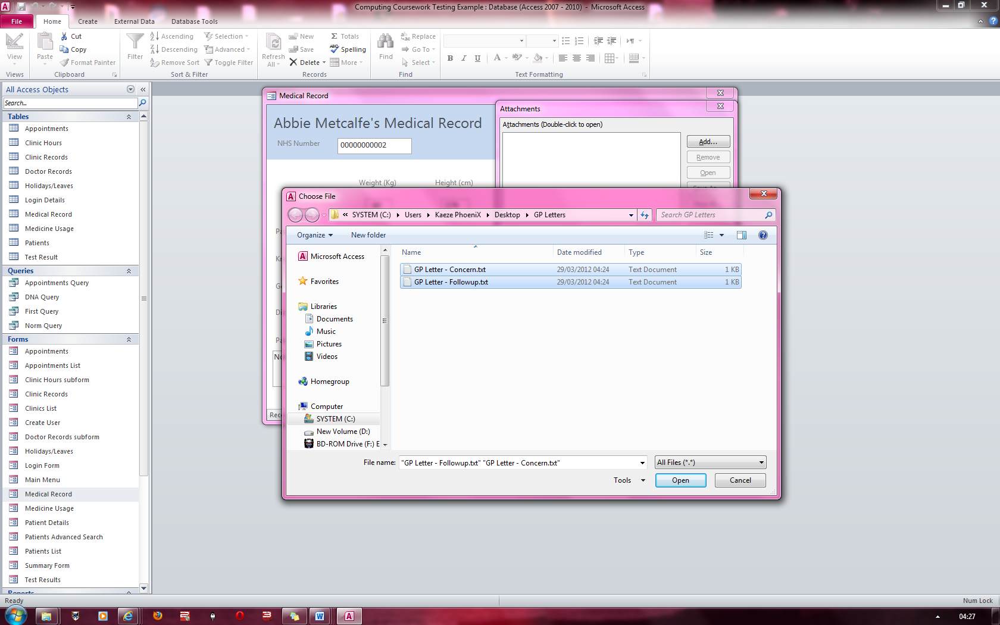 Computing Coursework Testing Example : Database (Access 2007 - 2010) - Microsoft Access
File Home Create External Data Database Tools
View
Views
Paste
Cut
Copy
Format Painter
Clipboard
Filter
Ascending
Descending
Remove Sort
Selection
Advanced
Toggle Filter
Sort & Filter
Refresh
All
New
Save
Delete
Totals
Spelling
More
Records
Find
Replace
Go To
Select
Find
B I U
Text Formatting
All Access Objects
Search...
Tables
Appointments
Clinic Hours
Clinic Records
Doctor Records
Holidays/Leaves
Login Details
Medical Record
Medicine Usage
Patients
Test Result
Queries
Appointments Query
DNA Query
First Query
Norm Query
Forms
Appointments
Appointments List
Clinic Hours subform
Clinic Records
Clinics List
Create User
Doctor Records subform
Holidays/Leaves
Login Form
Main Menu
Medical Record
Medicine Usage
Patient Details
Patients Advanced Search
Patients List
Summary Form
Test Results
Reports
Medical Record
Abbie Metcalfe's Medical Record
NHS Number 00000000002
Weight (Kg) Height (cm)
Attachments
Attachments (Double-click to open)
Add...
Remove
Open
Choose File
« SYSTEM (C:) Users Kaeze PhoeniX Desktop GP Letters
Search GP Letters
Organize New folder
Microsoft Access
Favorites
Libraries
Documents
Music
Pictures
Videos
Homegroup
Computer
SYSTEM (C:)
New Volume (D:)
BD-ROM Drive (F:) E
Name Date modified Type Size
GP Letter - Concern.txt 29/03/2012 04:24 Text Document 1 KB
GP Letter - Followup.txt 29/03/2012 04:24 Text Document 1 KB
File name: "GP Letter - Followup.txt" "GP Letter - Concern.txt"
All Files (*.*)
Tools Open Cancel
Ready
Num Lock
04:27